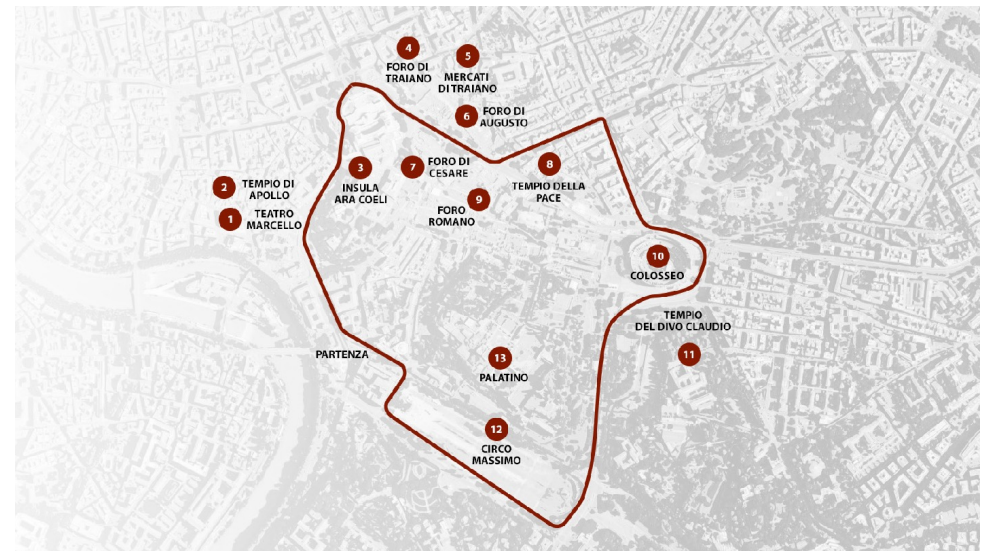 4
FORO DI
TRAIANO
5
MERCATI
DI TRAIANO
6
FORO DI
AUGUSTO
3
INSULA
ARA COELI
7
FORO DI
CESARE
8
TEMPIO DELLA
PACE
2
TEMPIO DI
APOLLO
1
TEATRO
MARCELLO
9
FORO
ROMANO
10
COLOSSEO
TEMPIO
DEL DIVO CLAUDIO
11
PARTENZA
13
PALATINO
12
CIRCO
MASSIMO